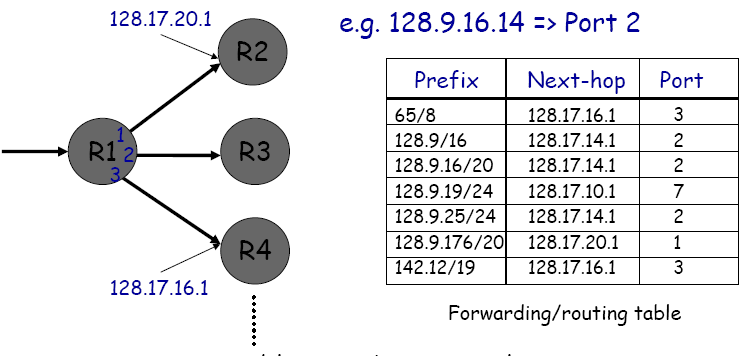 128.17.20.1
e.g. 128.9.16.14 => Port 2
R2
Prefix Next-hop Port
65/8 128.17.16.1 3
128.9/16 128.17.14.1 2
128.9.16/20 128.17.14.1 2
128.9.19/24 128.17.10.1 7
128.9.25/24 128.17.14.1 2
128.9.176/20 128.17.20.1 1
142.12/19 128.17.16.1 3
1
R1 2
3
R3
R4
128.17.16.1
Forwarding/routing table